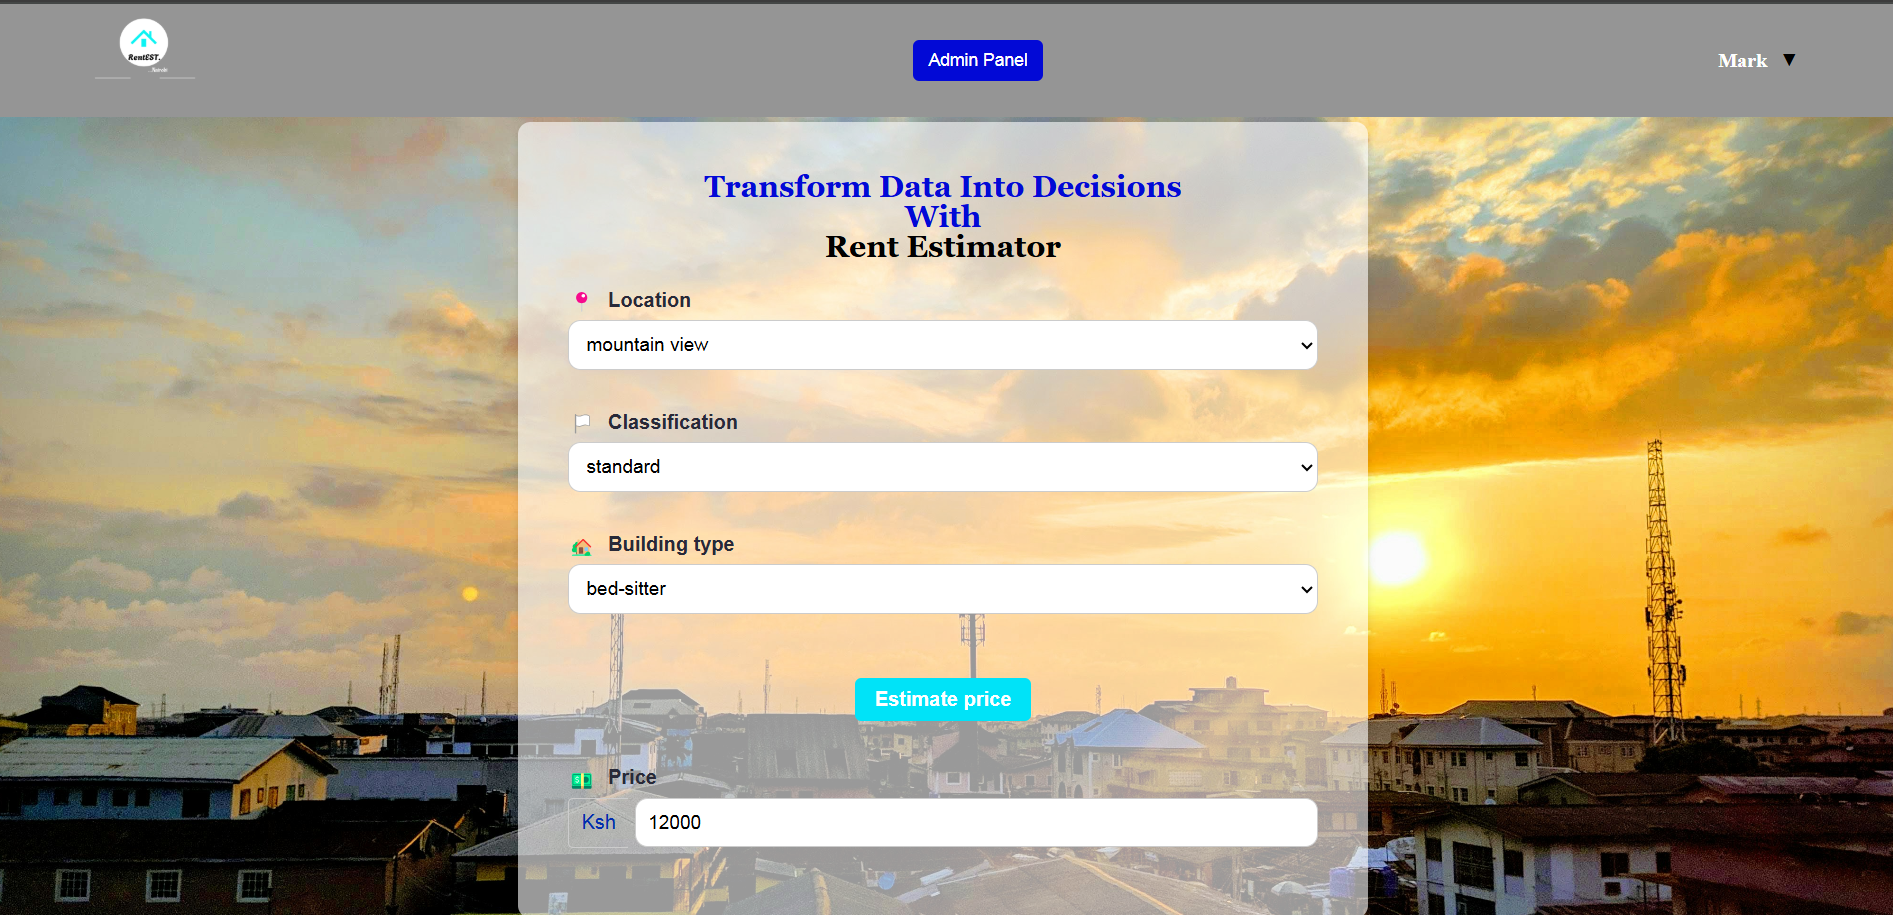 RentEST.
...Nairobi
Admin Panel
Mark ▼
Transform Data Into Decisions
With
Rent Estimator
Location
mountain view
Classification
standard
Building type
bed-sitter
Estimate price
Price
Ksh 12000